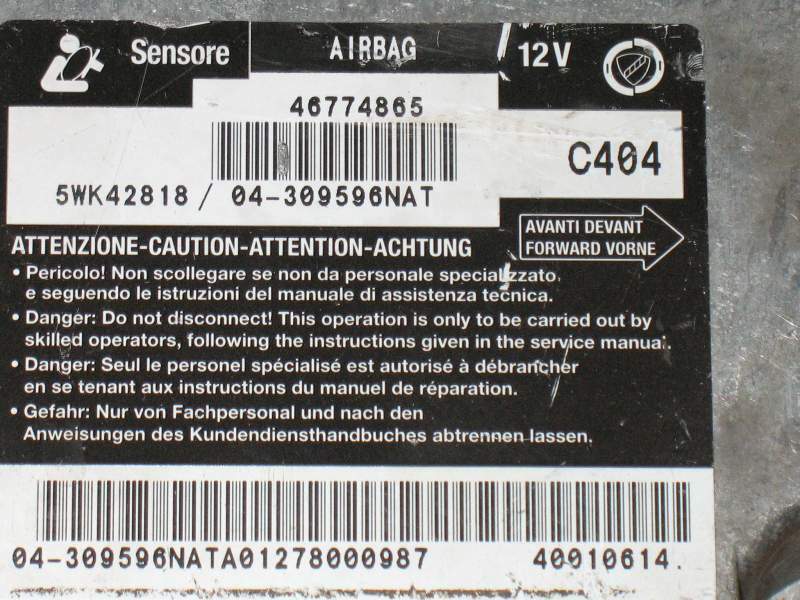 Sensore AIRBAG 12V
46774865
C404
5WK42818 / 04-309596NAT
AVANTI DEVANT
FORWARD VORNE
ATTENZIONE-CAUTION-ATTENTION-ACHTUNG
• Pericolo! Non scollegare se non da personale specializzato
e seguendo le istruzioni del manuale di assistenza tecnica.
• Danger: Do not disconnect! This operation is only to be carried out by
skilled operators, following the instructions given in the service manual.
• Danger: Seul le personel spécialisé est autorisé à débrancher
en se tenant aux instructions du manuel de réparation.
• Gefahr: Nur von Fachpersonal und nach den
Anweisungen des Kundendiensthandbuches abtrennen lassen.
04-309596NATA01278000987 40010614.